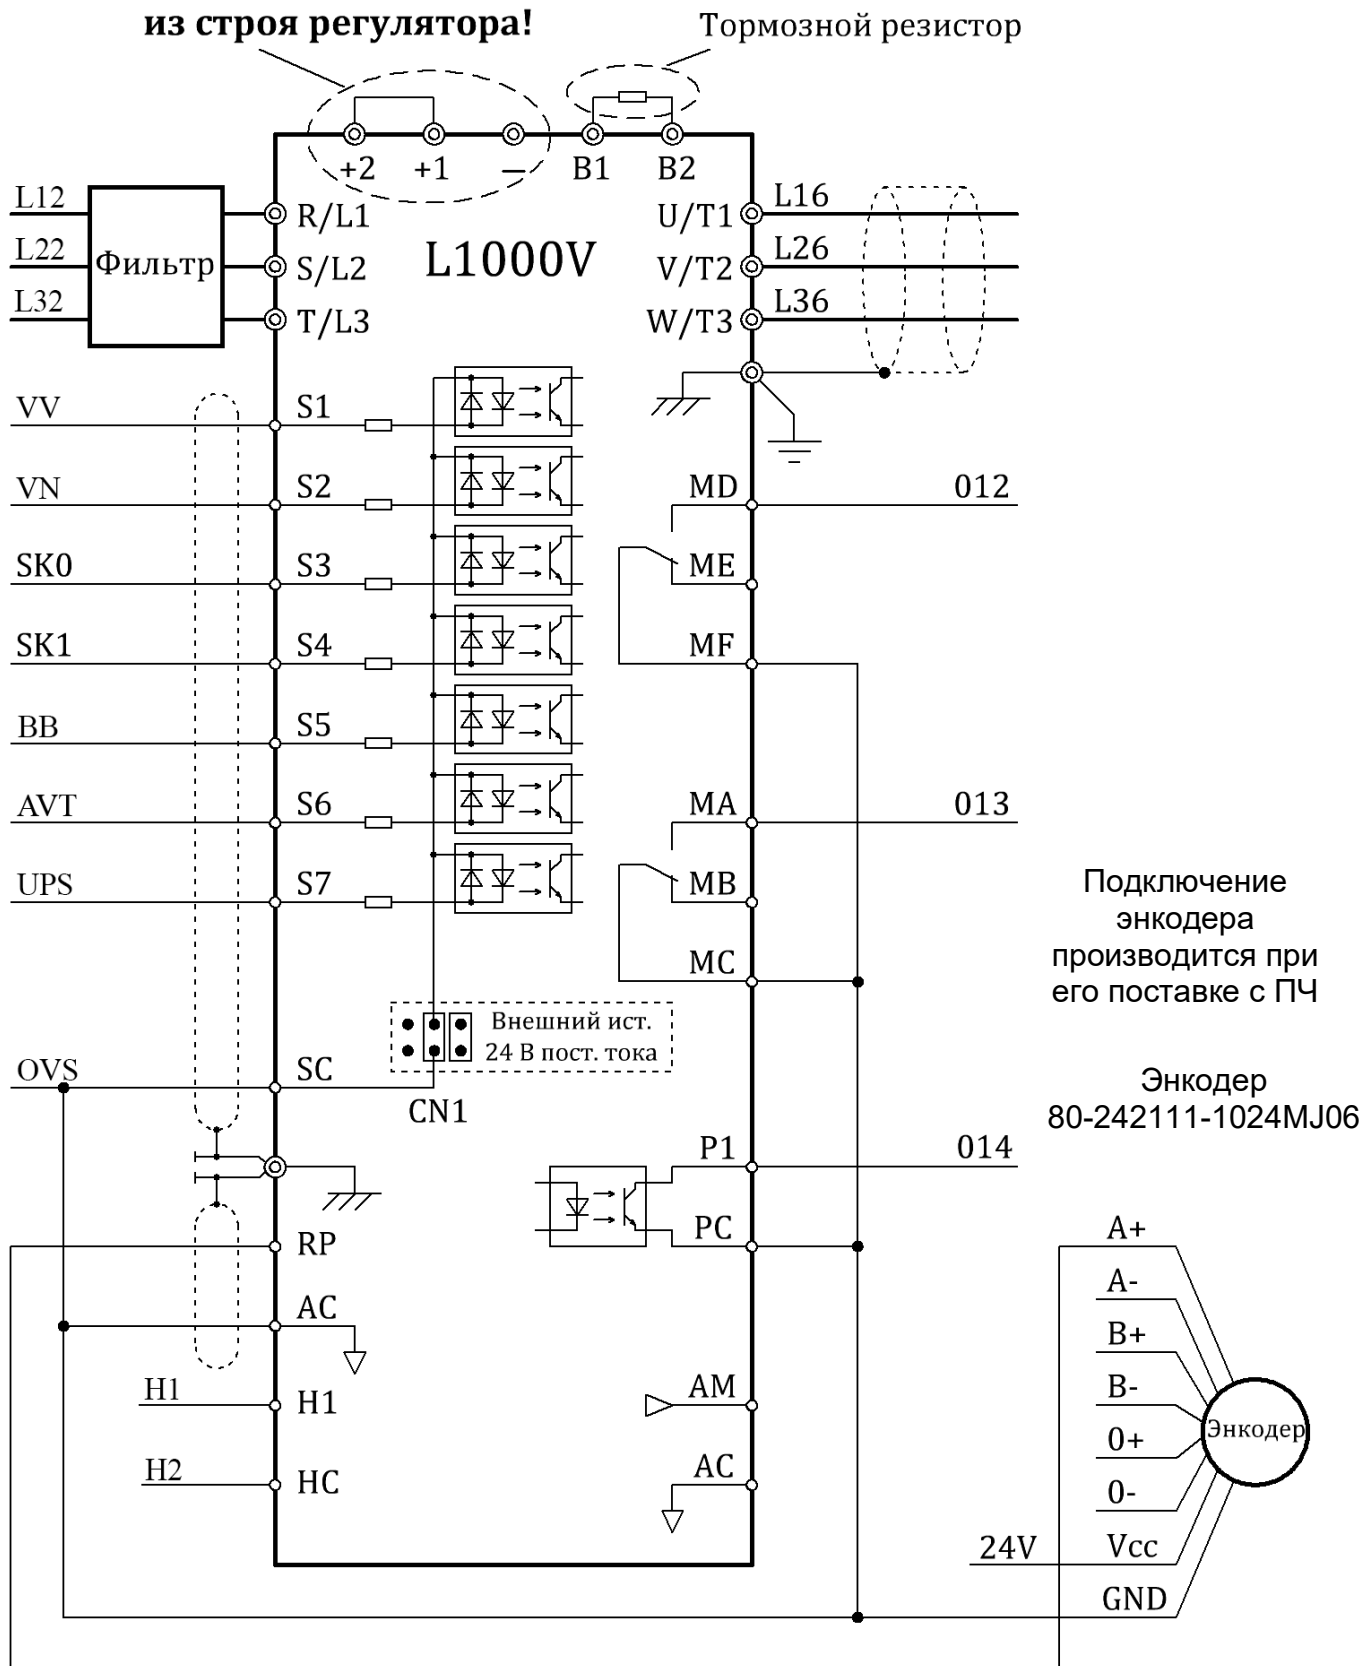 из строя регулятора!
Тормозной резистор
+2 +1 – B1 B2
L12
L22
L32
Фильтр
R/L1
S/L2
T/L3
L1000V
U/T1
V/T2
W/T3
L16
L26
L36
VV S1
VN S2
SK0 S3
SK1 S4
BB S5
AVT S6
UPS S7
MD 012
ME
MF
MA 013
MB
MC
Внешний ист.
24 В пост. тока
CN1
OVS SC
Подключение
энкодера
производится при
его поставке с ПЧ
Энкодер
80-242111-1024MJ06
P1 014
PC
RP
AC
H1 H1
H2 HC
AM
AC
A+
A-
B+
B-
0+
0-
24V Vcc
GND
Энкодер